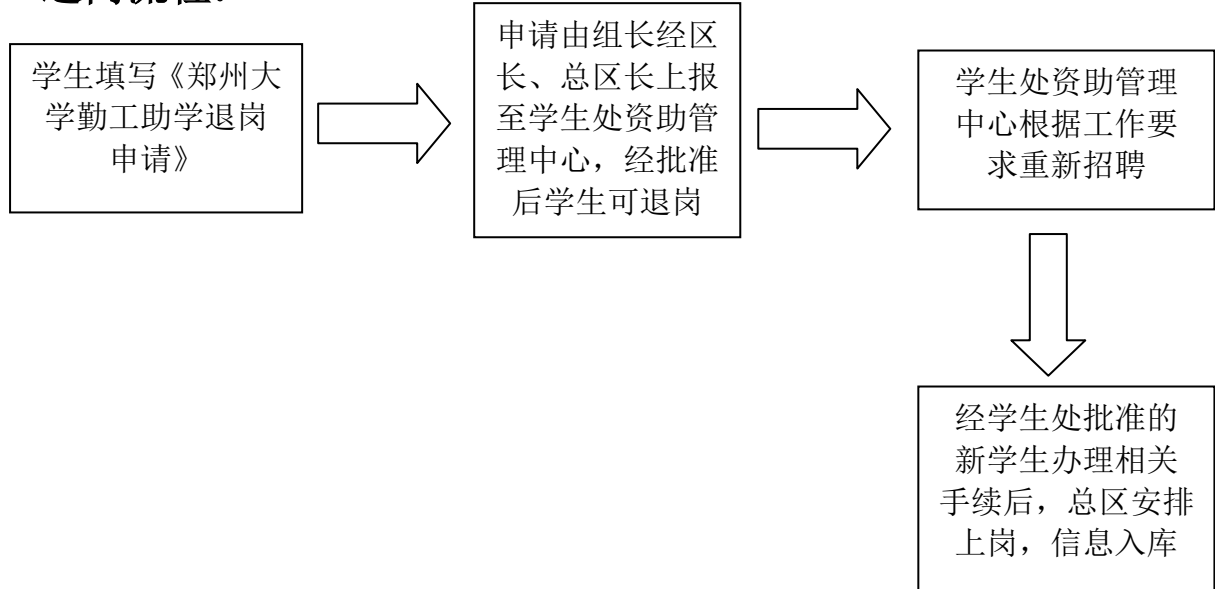 学生填写《郑州大
学勤工助学退岗
申请》
申请由组长经区
长、总区长上报
至学生处资助管
理中心，经批准
后学生可退岗
学生处资助管理
中心根据工作要
求重新招聘
经学生处批准的
新学生办理相关
手续后，总区安排
上岗，信息入库